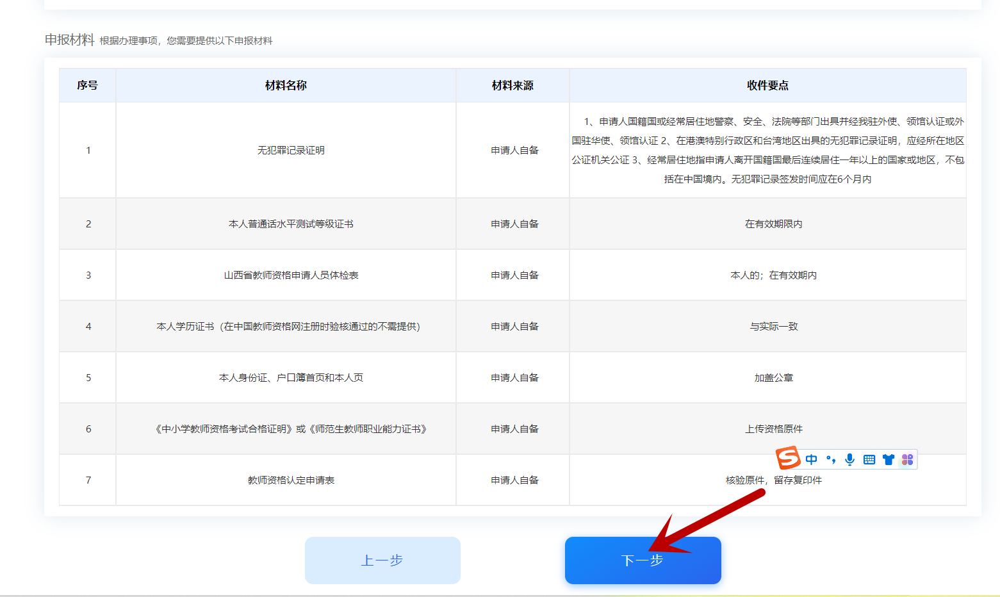 申报材料 根据办理事项，您需要提供以下申报材料
序号 材料名称 材料来源 收件要点
1 无犯罪记录证明 申请人自备 1、申请人国籍国或经常居住地警察、安全、法院等部门出具并经我驻外使、领馆认证或外
国驻华使、领馆认证 2、在港澳特别行政区和台湾地区出具的无犯罪记录证明，应经所在地区
公证机关公证 3、经常居住地指申请人离开国籍国最后连续居住一年以上的国家或地区，不包
括在中国境内。无犯罪记录签发时间应在6个月内
2 本人普通话水平测试等级证书 申请人自备 在有效期限内
3 山西省教师资格申请人员体检表 申请人自备 本人的；在有效期内
4 本人学历证书（在中国教师资格网注册时验核通过的不需提供） 申请人自备 与实际一致
5 本人身份证、户口簿首页和本人页 申请人自备 加盖公章
6 《中小学教师资格考试合格证明》或《师范生教师职业能力证书》 申请人自备 上传资格原件
S 中
7 教师资格认定申请表 申请人自备 核验原件，留存复印件
上一步 下一步